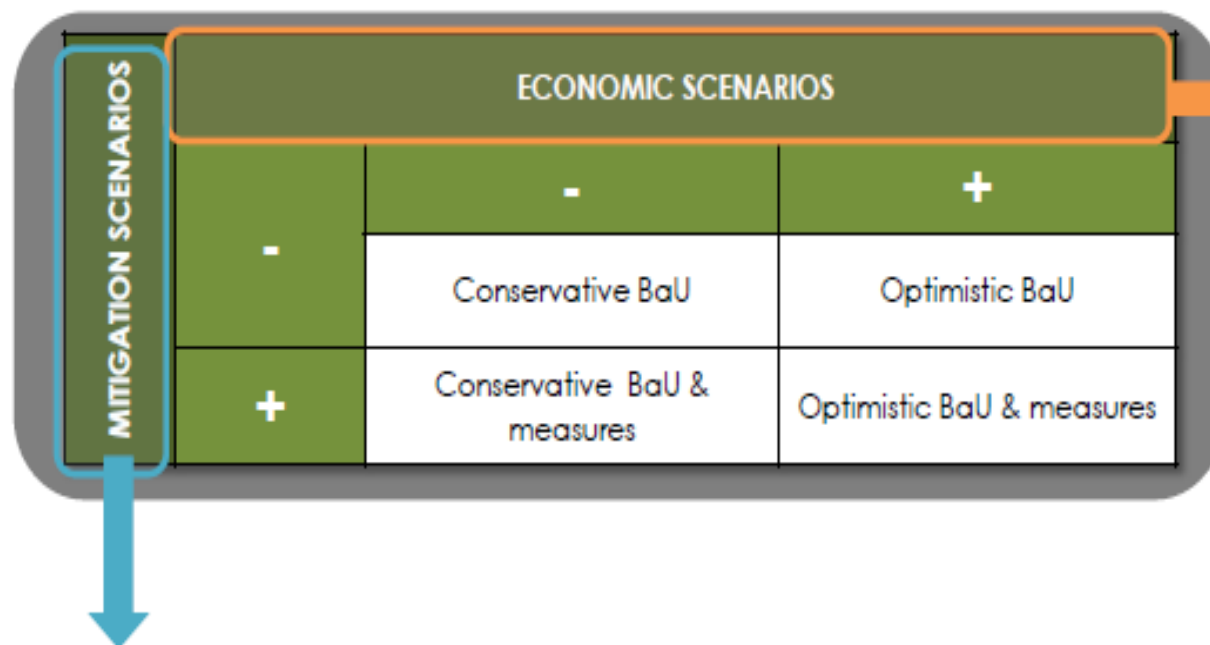 ECONOMIC SCENARIOS
MITIGATION SCENARIOS
- +
-
Conservative BaU Optimistic BaU
+
Conservative BaU &
measures
Optimistic BaU & measures